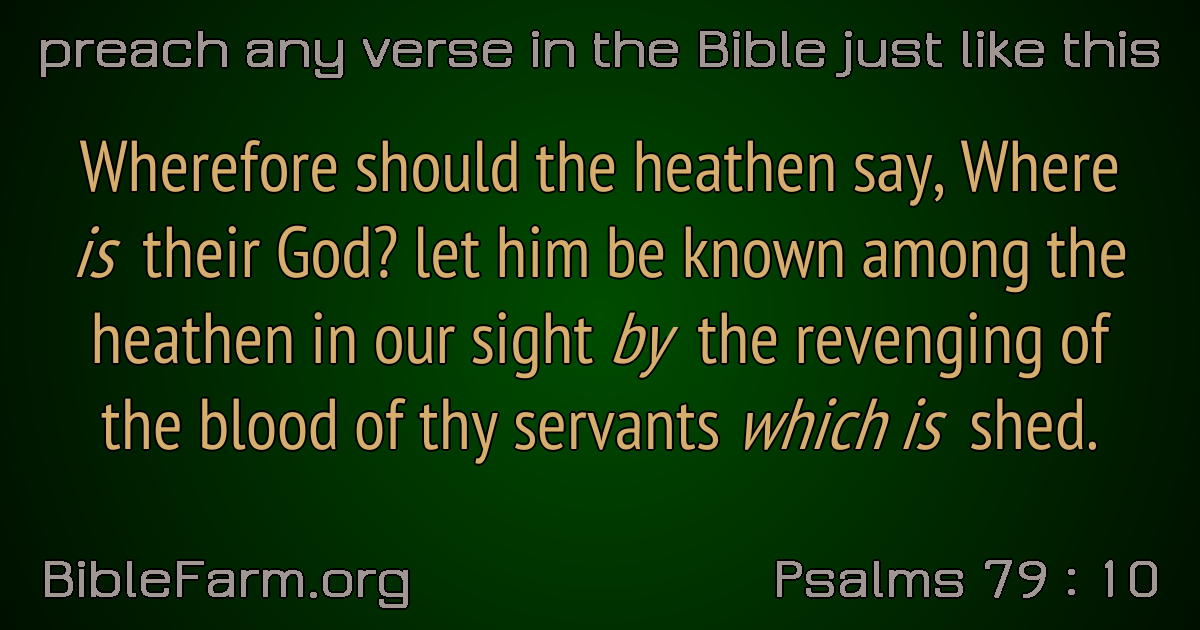 preach any verse in the Bible just like this
Wherefore should the heathen say, Where
is their God? let him be known among the
heathen in our sight by the revenging of
the blood of thy servants which is shed.
BibleFarm.org
Psalms 79 : 10